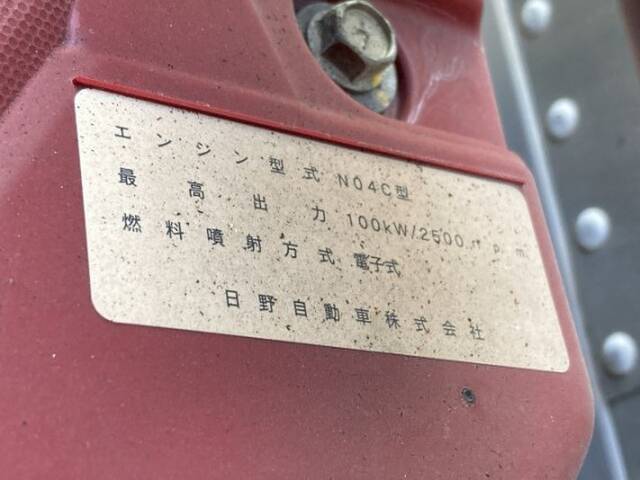 エンジン型式 N04C型
最高出力 100kW/2500rpm
燃料噴射方式 電子式
日野自動車株式会社